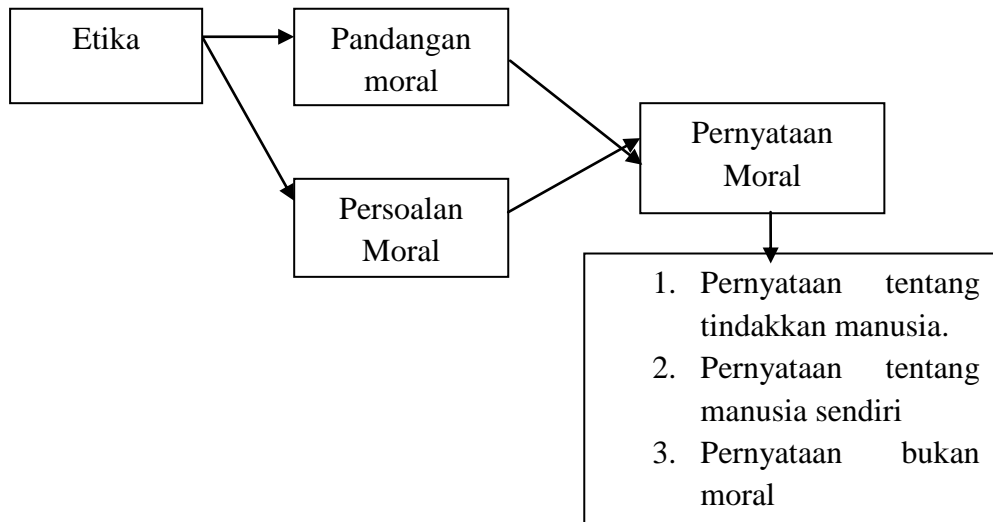 Etika
Pandangan
moral
Persoalan
Moral
Pernyataan
Moral
1. Pernyataan tentang
tindakkan manusia.
2. Pernyataan tentang
manusia sendiri
3. Pernyataan bukan
moral